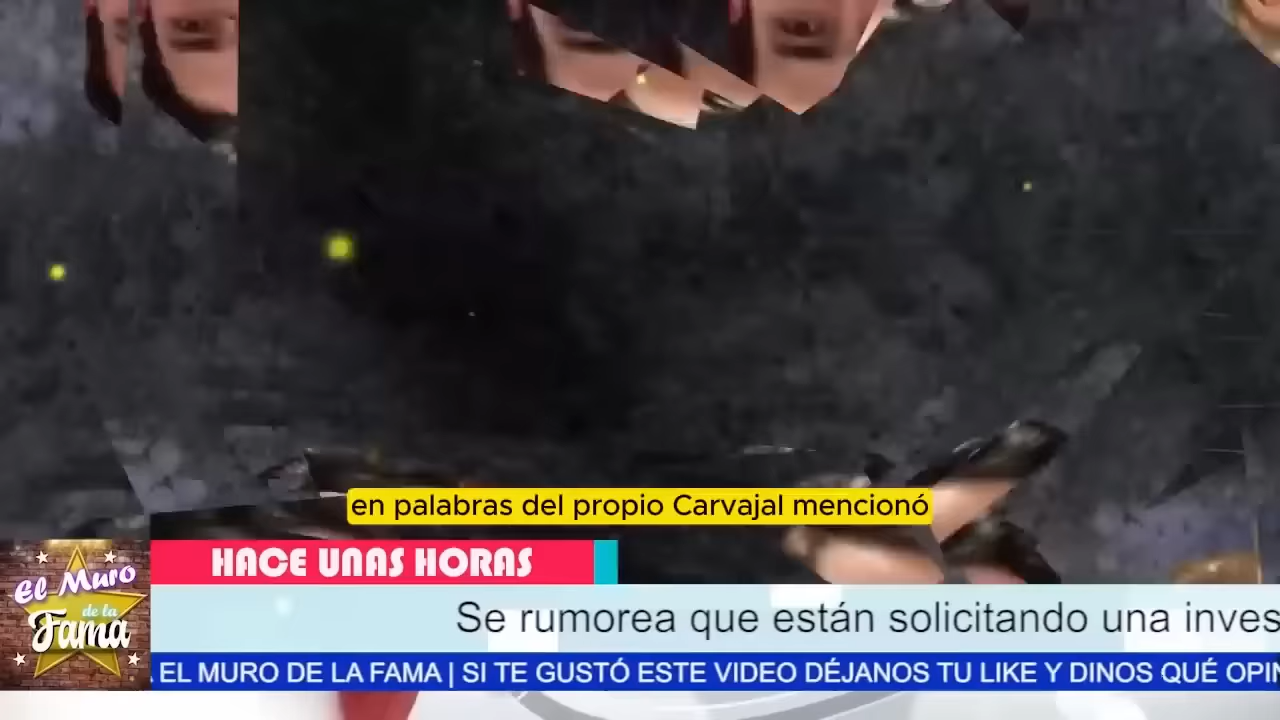 en palabras del propio Carvajal mencionó
HACE UNAS HORAS
El Muro
de la
Fama
Se rumorea que están solicitando una inves
EL MURO DE LA FAMA | SI TE GUSTÓ ESTE VIDEO DÉJANOS TU LIKE Y DINOS QUÉ OPIN